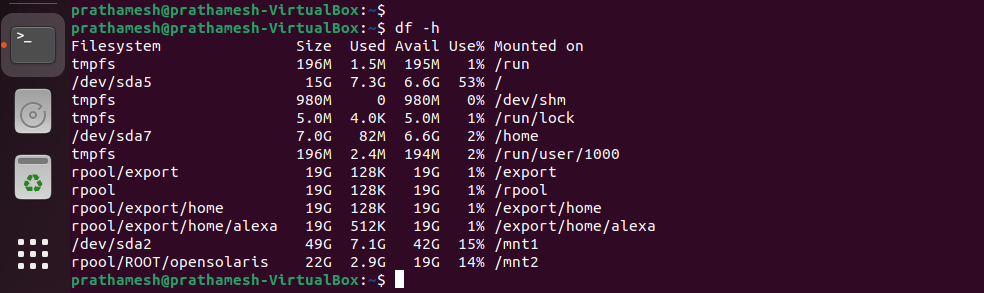 prathamesh@prathamesh-VirtualBox:~$
prathamesh@prathamesh-VirtualBox:~$ df -h
Filesystem                Size  Used Avail Use% Mounted on
tmpfs                     196M  1.5M  195M   1% /run
/dev/sda5                  15G  7.3G  6.6G  53% /
tmpfs                     980M     0  980M   0% /dev/shm
tmpfs                     5.0M  4.0K  5.0M   1% /run/lock
/dev/sda7                 7.0G   82M  6.6G   2% /home
tmpfs                     196M  2.4M  194M   2% /run/user/1000
rpool/export               19G  128K   19G   1% /export
rpool                      19G  128K   19G   1% /rpool
rpool/export/home          19G  128K   19G   1% /export/home
rpool/export/home/alexa    19G  512K   19G   1% /export/home/alexa
/dev/sda2                  49G  7.1G   42G  15% /mnt1
rpool/ROOT/opensolaris     22G  2.9G   19G  14% /mnt2
prathamesh@prathamesh-VirtualBox:~$